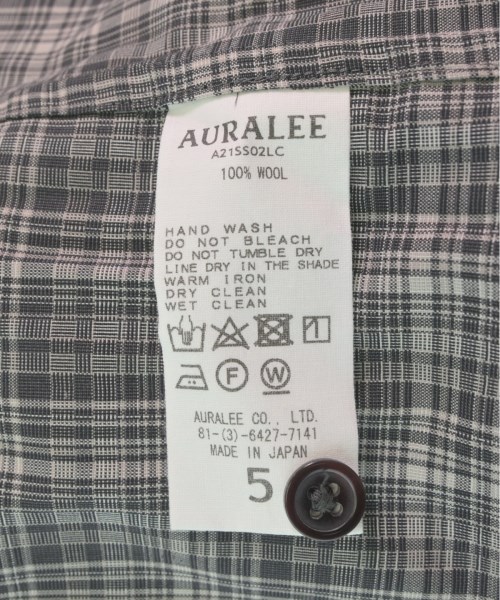 AURALEE
A21SS02LC
100% WOOL
HAND WASH
DO NOT BLEACH
DO NOT TUMBLE DRY
LINE DRY IN THE SHADE
WARM IRON
DRY CLEAN
WET CLEAN
F W
AURALEE CO., LTD.
81-(3)-6427-7141
MADE IN JAPAN
5